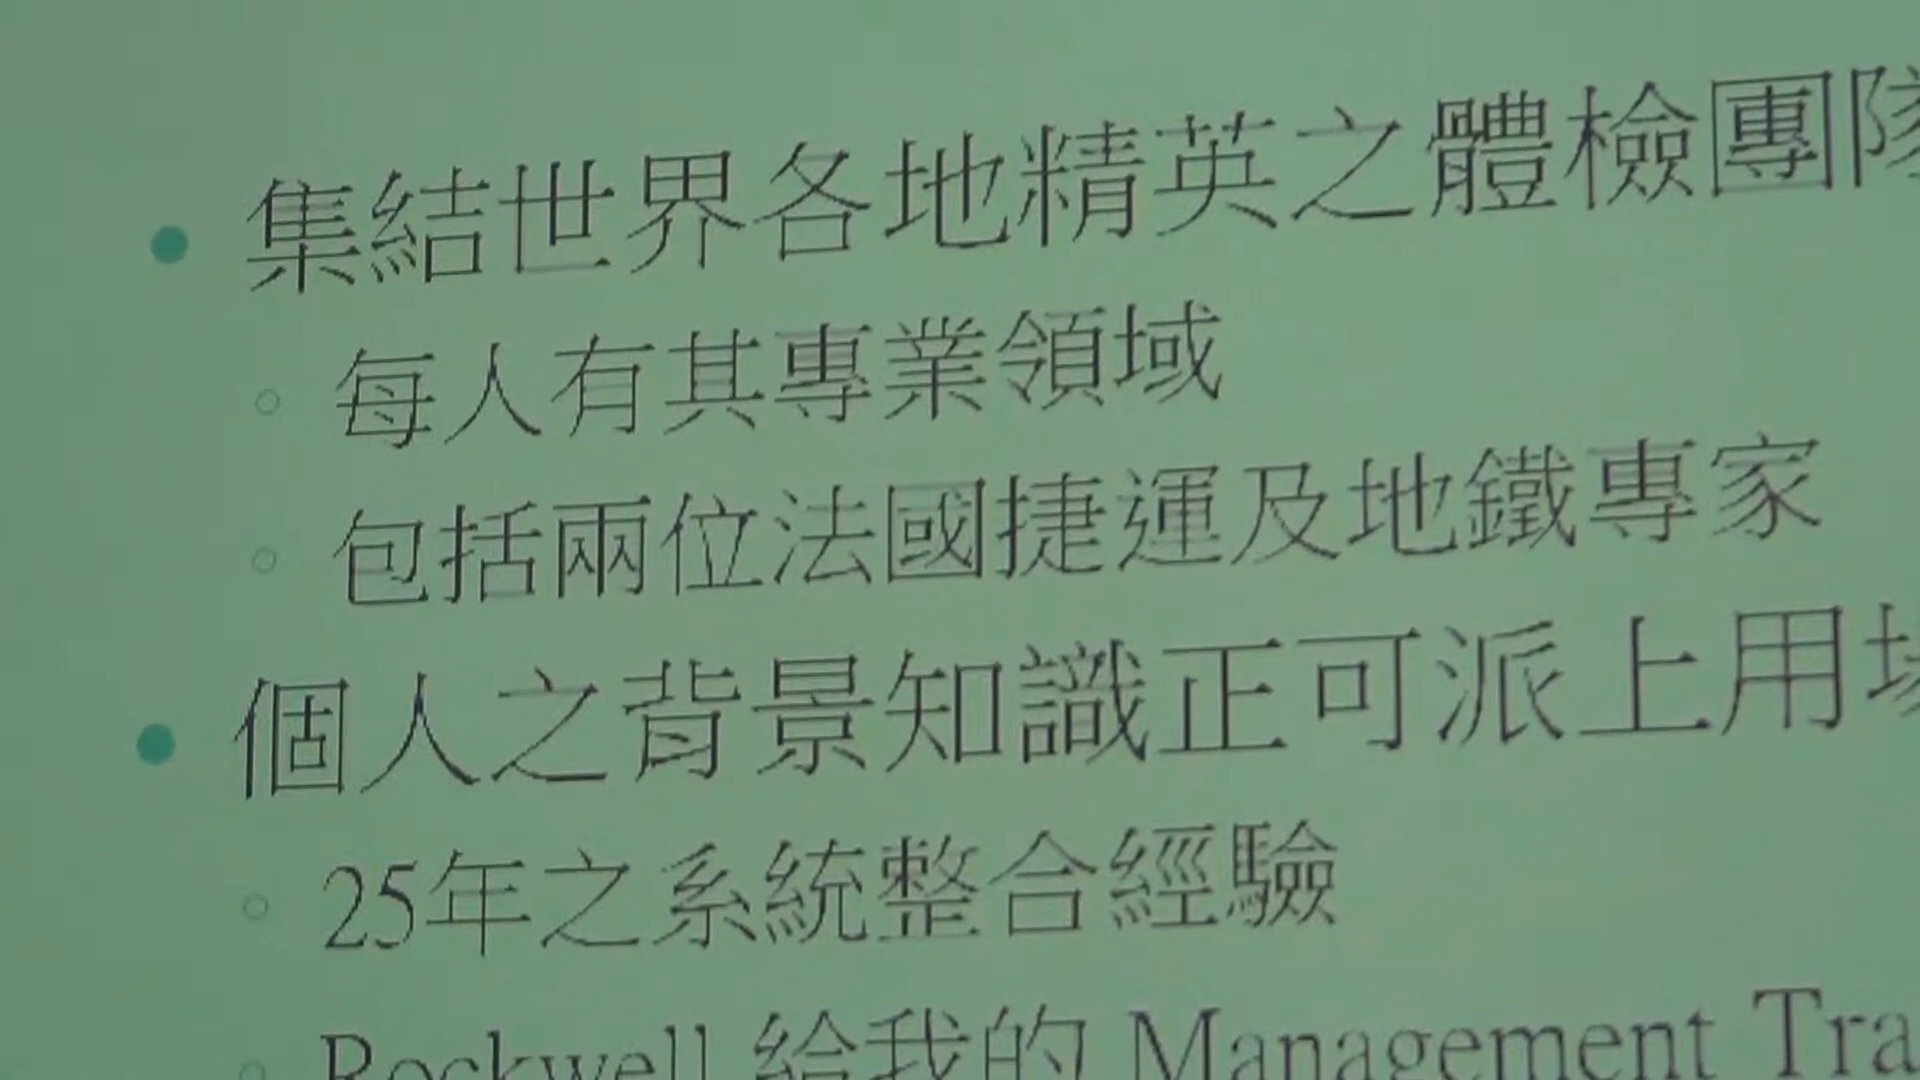 集結世界各地精英之體檢團隊
每人有其專業領域
包括兩位法國捷運及地鐵專家
個人之背景知識正可派上用場
25年之系統整合經驗
Rockwell 給我的 Management